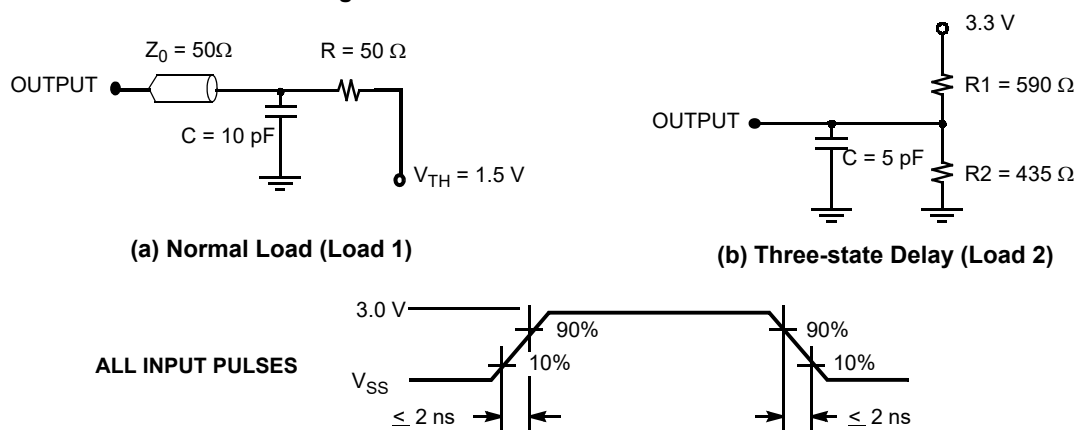 Z0 = 50Ω
R = 50 Ω
OUTPUT
C = 10 pF
VTH = 1.5 V
(a) Normal Load (Load 1)
3.3 V
R1 = 590 Ω
OUTPUT
C = 5 pF
R2 = 435 Ω
(b) Three-state Delay (Load 2)
3.0 V
90%
90%
ALL INPUT PULSES
10%
10%
VSS
≤ 2 ns
≤ 2 ns